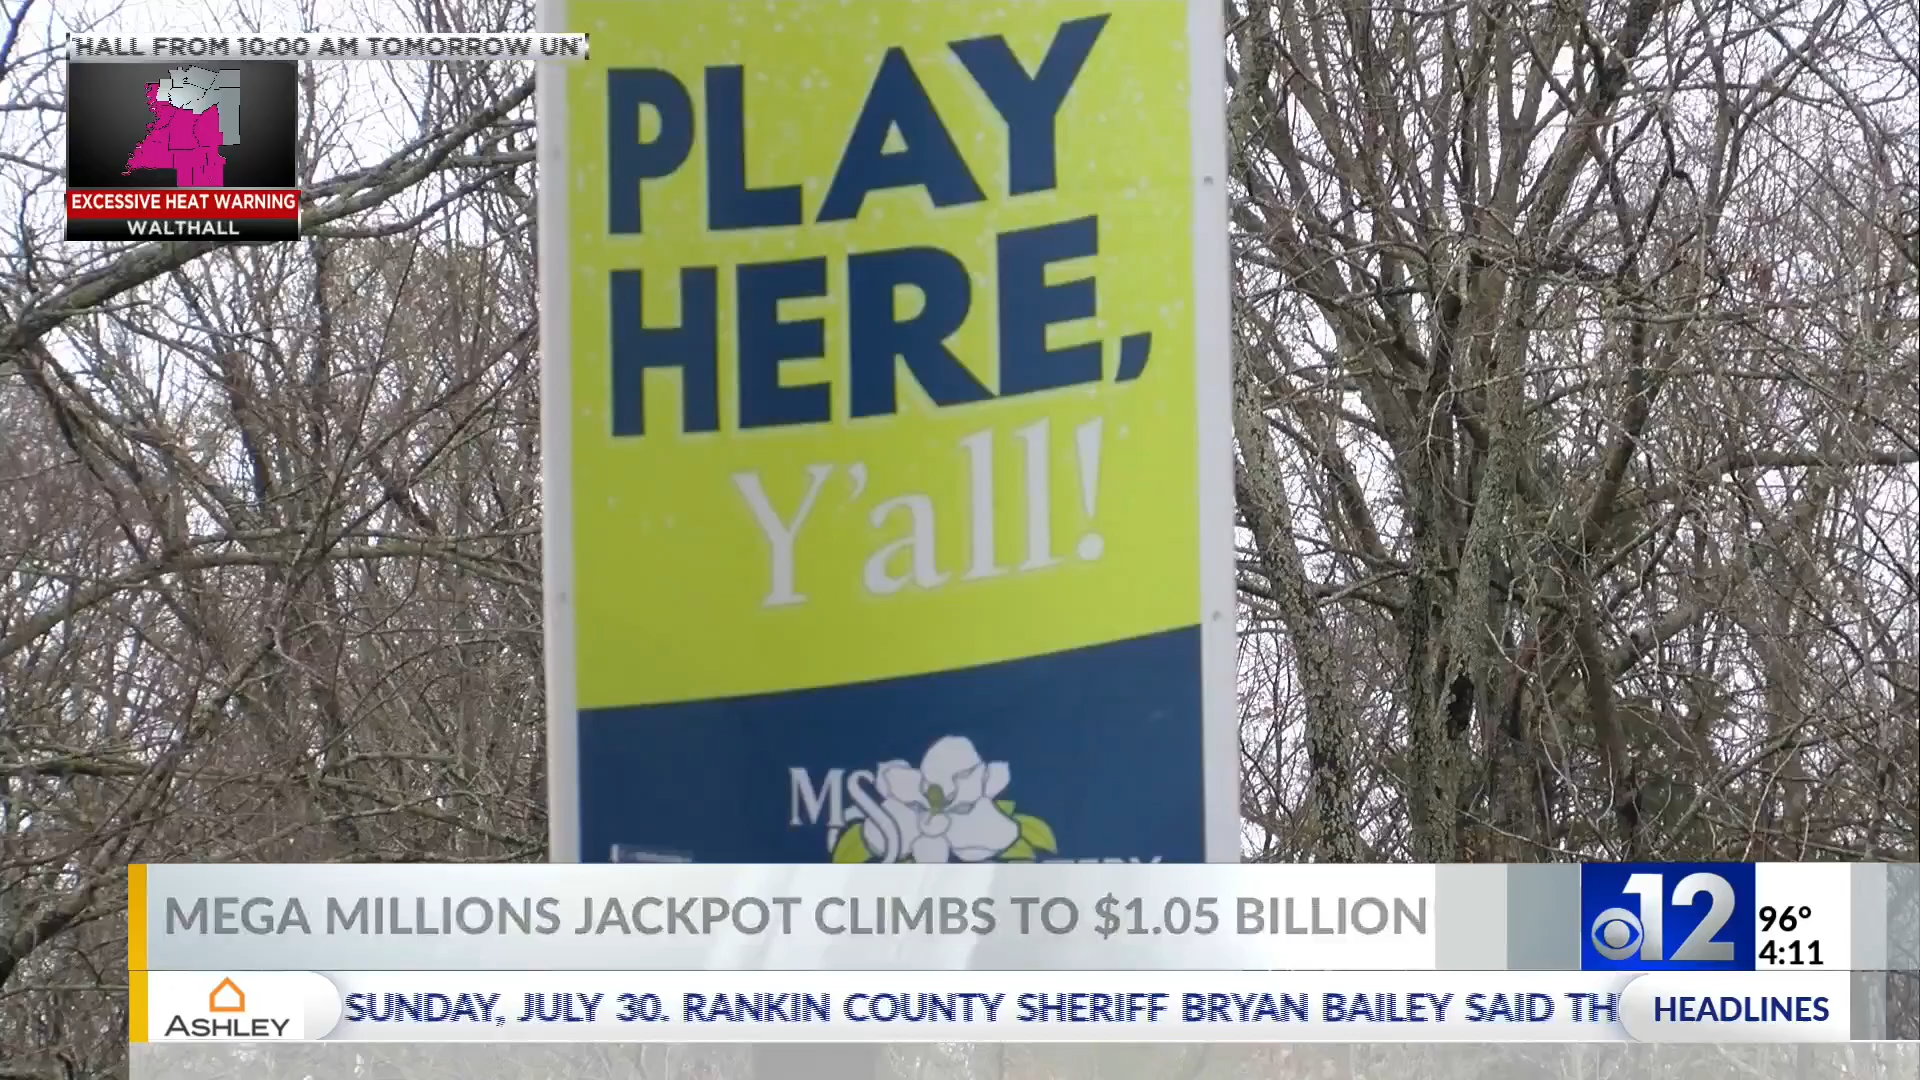 HALL FROM 10:00 AM TOMORROW UN
EXCESSIVE HEAT WARNING
WALTHALL
PLAY
HERE,
Y'all!
MS
MEGA MILLIONS JACKPOT CLIMBS TO $1.05 BILLION
12
96°
4:11
ASHLEY
SUNDAY, JULY 30. RANKIN COUNTY SHERIFF BRYAN BAILEY SAID TH
HEADLINES